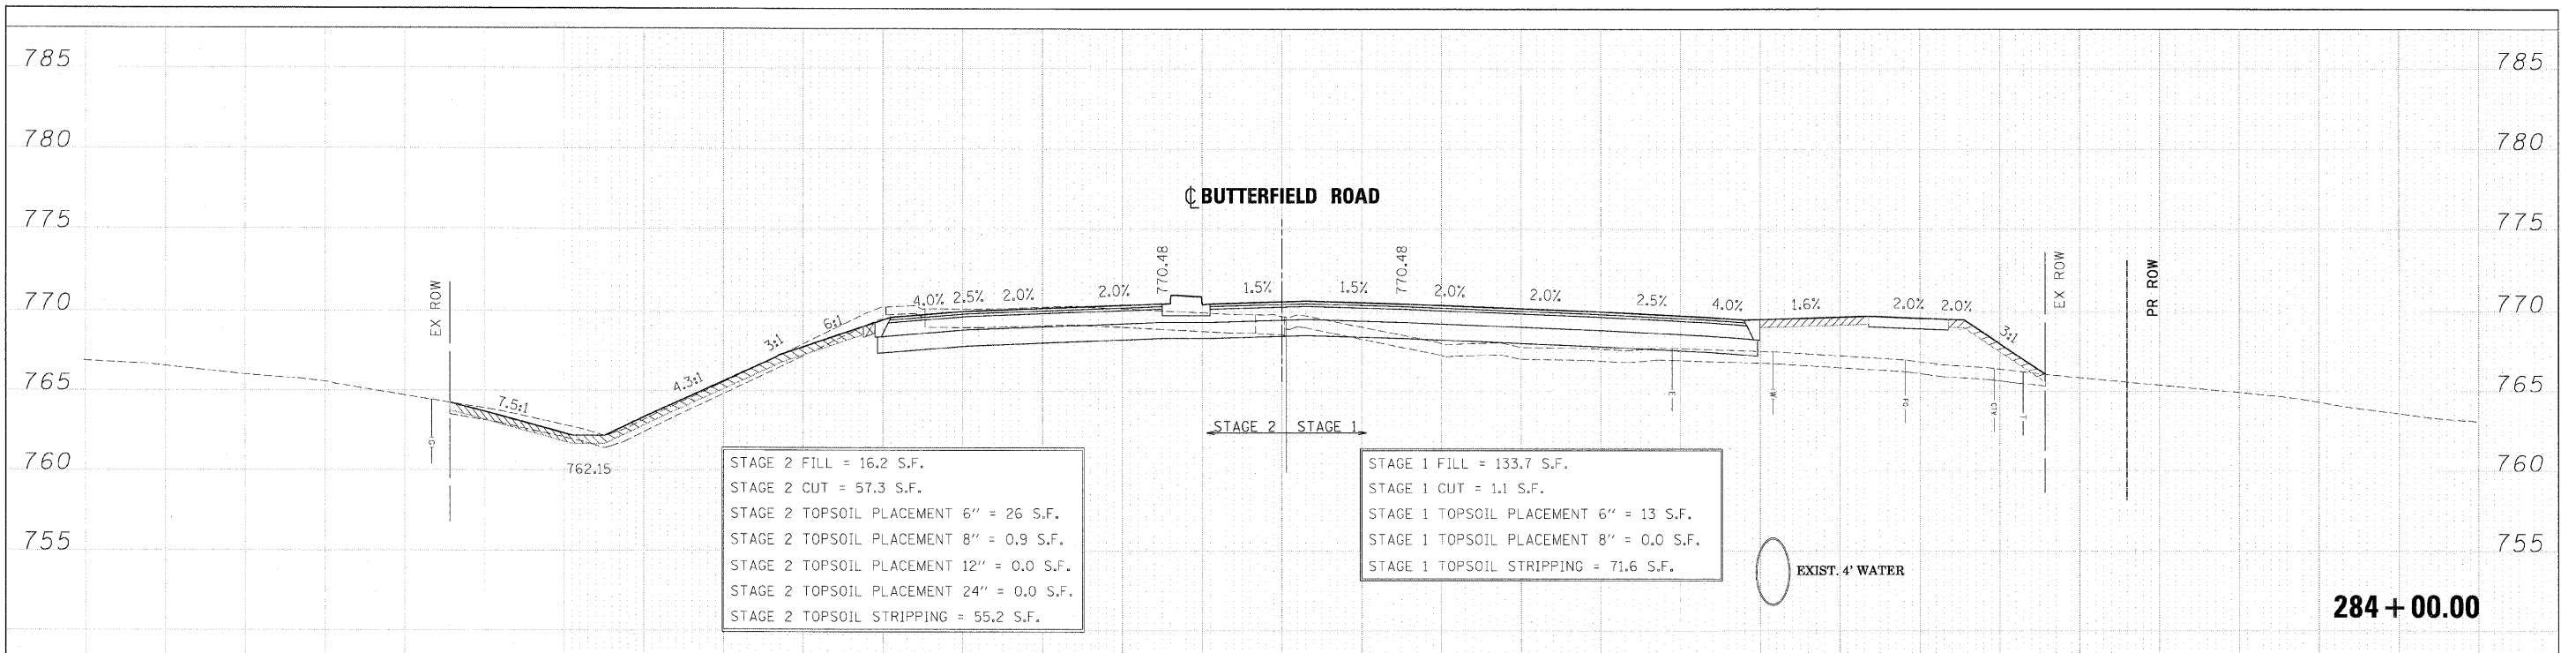 785 785
780 780
775 775
770 770
765 765
760 760
755 755
℄ BUTTERFIELD ROAD
EX ROW
7.5:1
762.15
4.3:1
3:1
6:1
4.0% 2.5% 2.0% 2.0% 770.48 1.5% 1.5% 770.48 2.0% 2.0% 2.5% 4.0% 1.6% 2.0% 2.0%
3:1
EX ROW
PR ROW
G E W FO CTV T
STAGE 2 STAGE 1
STAGE 2 FILL = 16.2 S.F.
STAGE 2 CUT = 57.3 S.F.
STAGE 2 TOPSOIL PLACEMENT 6" = 26 S.F.
STAGE 2 TOPSOIL PLACEMENT 8" = 0.9 S.F.
STAGE 2 TOPSOIL PLACEMENT 12" = 0.0 S.F.
STAGE 2 TOPSOIL PLACEMENT 24" = 0.0 S.F.
STAGE 2 TOPSOIL STRIPPING = 55.2 S.F.
STAGE 1 FILL = 133.7 S.F.
STAGE 1 CUT = 1.1 S.F.
STAGE 1 TOPSOIL PLACEMENT 6" = 13 S.F.
STAGE 1 TOPSOIL PLACEMENT 8" = 0.0 S.F.
STAGE 1 TOPSOIL STRIPPING = 71.6 S.F.
EXIST. 4' WATER
284+00.00